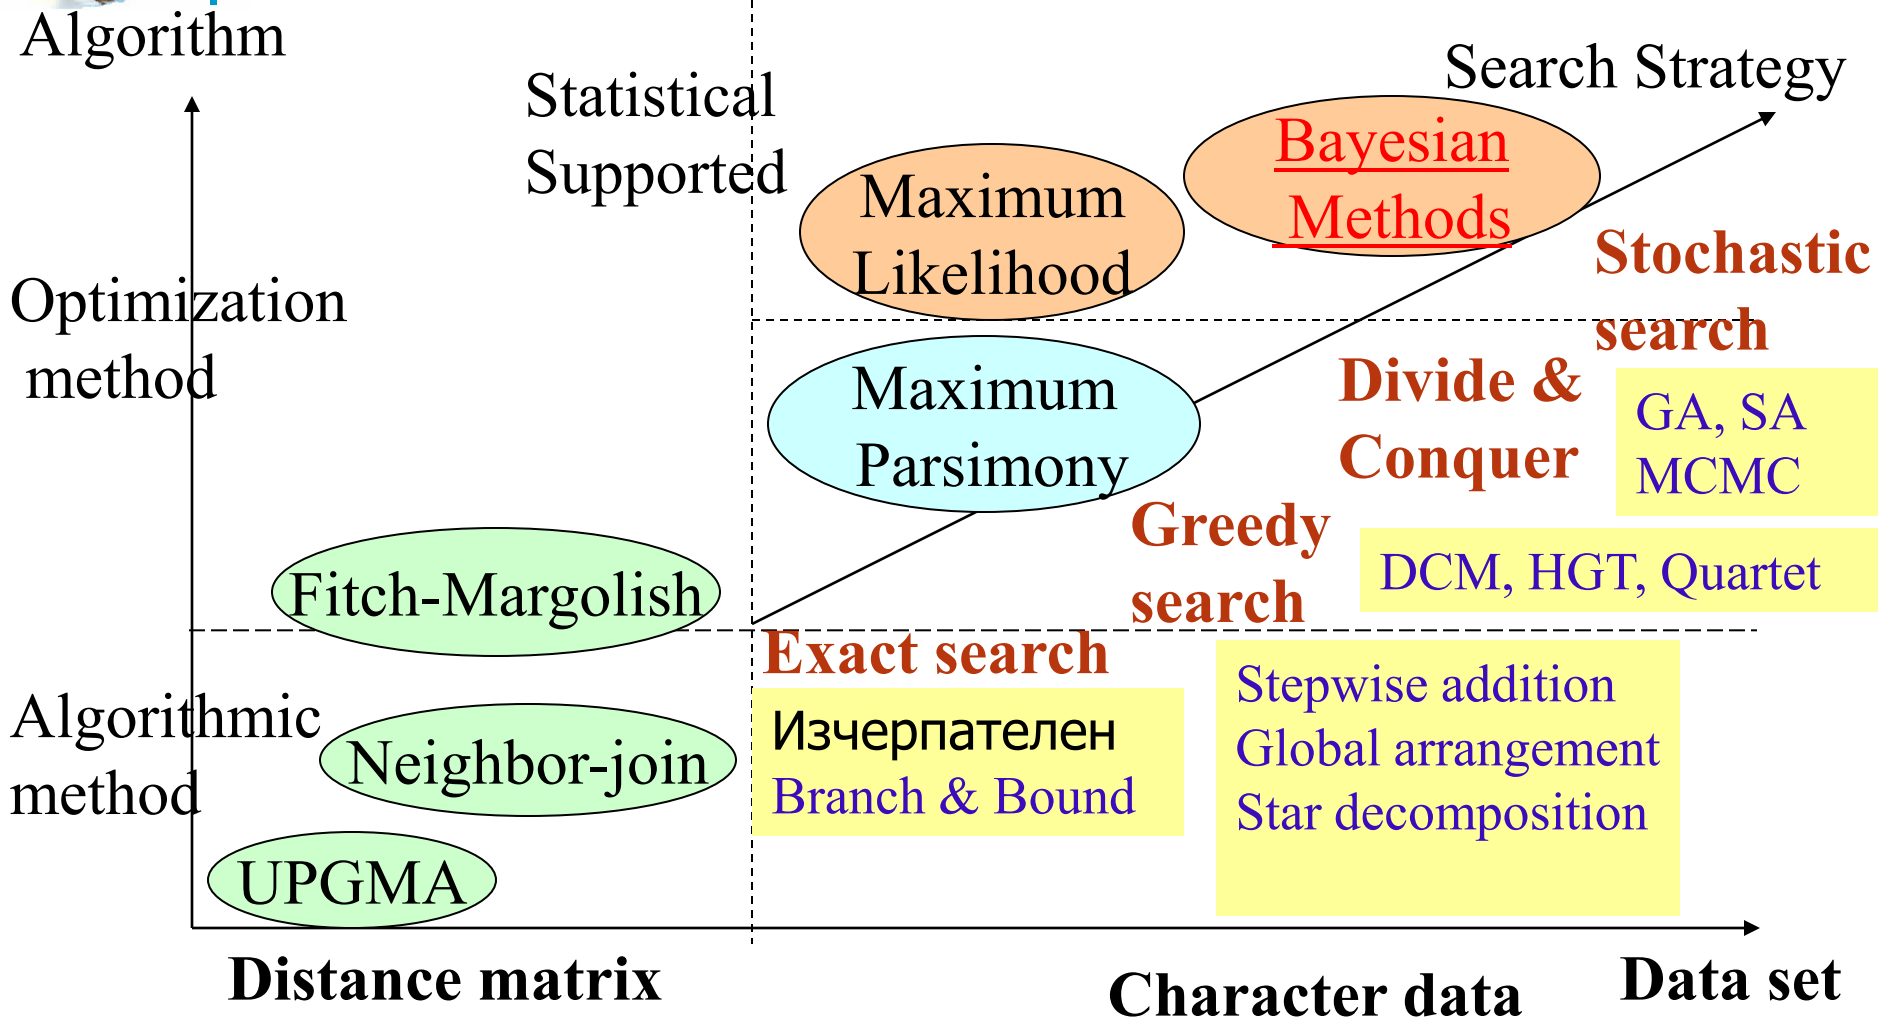 Algorithm
Search Strategy
Statistical
Supported
Bayesian
Methods
Maximum
Likelihood
Stochastic
search
Optimization
method
Maximum
Parsimony
Divide &
Conquer
GA, SA
MCMC
Greedy
search
DCM, HGT, Quartet
Fitch-Margolish
Exact search
Stepwise addition
Global arrangement
Star decomposition
Algorithmic
method
Neighbor-join
Изчерпателен
Branch & Bound
UPGMA
Distance matrix
Character data
Data set